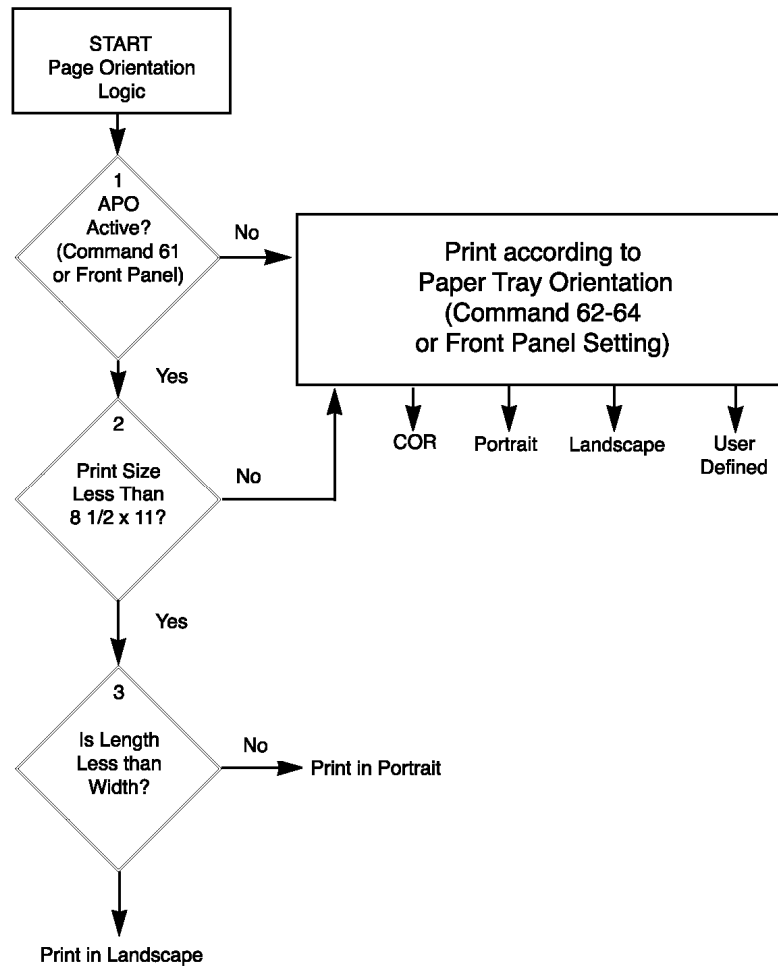 START
Page Orientation
Logic
1
APO
Active?
(Command 61
or Front Panel)
No
Print according to
Paper Tray Orientation
(Command 62-64
or Front Panel Setting)
Yes
COR
Portrait
Landscape
User
Defined
2
Print Size
Less Than
8 1/2 x 11?
No
Yes
3
Is Length
Less than
Width?
No
Print in Portrait
Print in Landscape